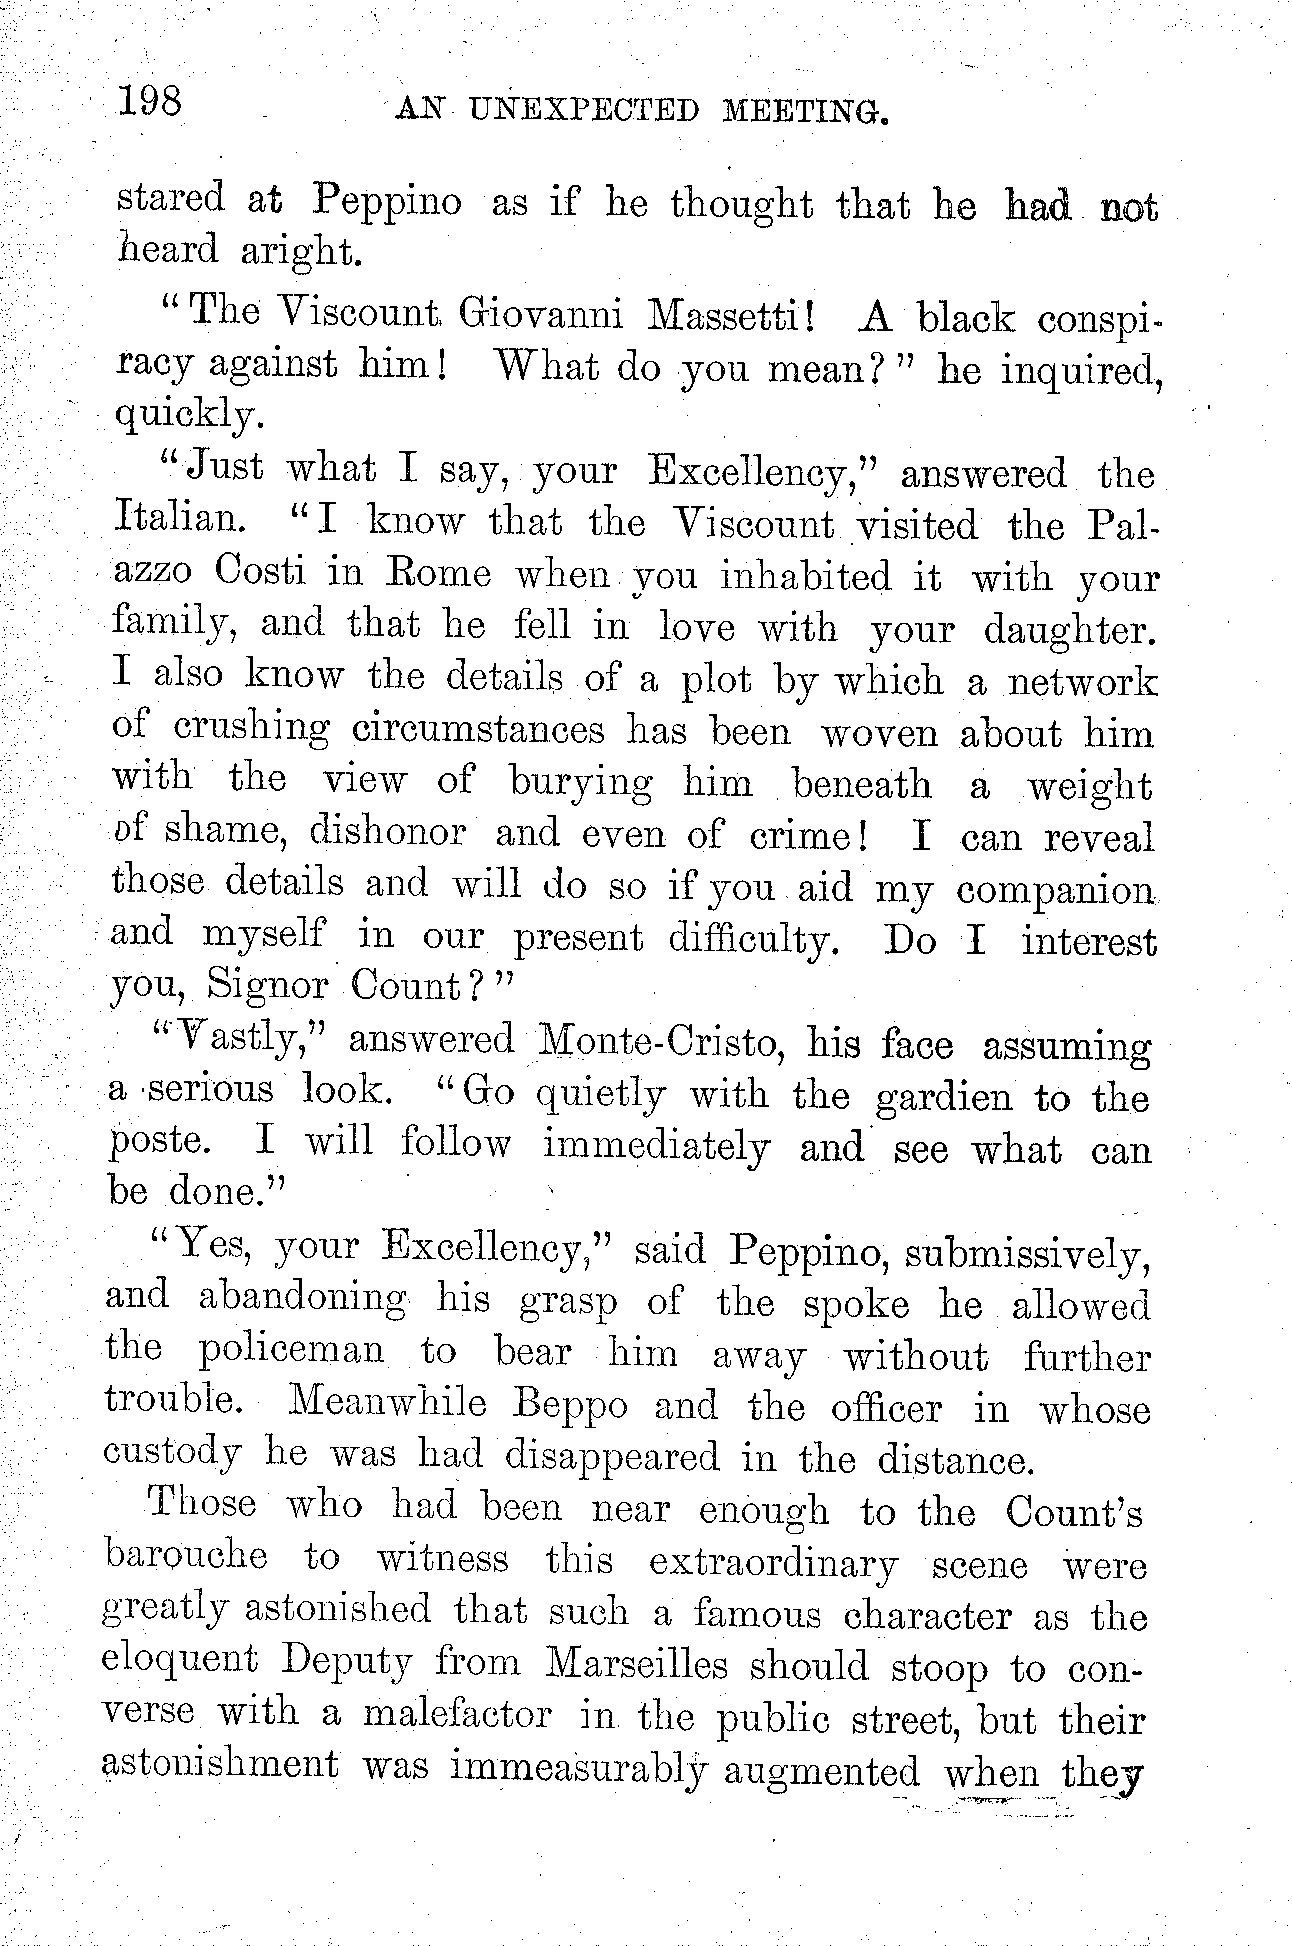 198 AN UNEXPECTED MEETING.
stared at Peppino as if he thought that he had not
heard aright.
“The Viscount Giovanni Massetti! A black conspi-
racy against him! What do you mean?” he inquired,
quickly.
“Just what I say, your Excellency,” answered the
Italian. “I know that the Viscount visited the Pal-
azzo Costi in Rome when you inhabited it with your
family, and that he fell in love with your daughter.
I also know the details of a plot by which a network
of crushing circumstances has been woven about him
with the view of burying him beneath a weight
of shame, dishonor and even of crime! I can reveal
those details and will do so if you aid my companion
and myself in our present difficulty. Do I interest
you, Signor Count?”
“Vastly,” answered Monte-Cristo, his face assuming
a serious look. “Go quietly with the gardien to the
poste. I will follow immediately and see what can
be done.”
“Yes, your Excellency,” said Peppino, submissively,
and abandoning his grasp of the spoke he allowed
the policeman to bear him away without further
trouble. Meanwhile Beppo and the officer in whose
custody he was had disappeared in the distance.
Those who had been near enough to the Count’s
barouche to witness this extraordinary scene were
greatly astonished that such a famous character as the
eloquent Deputy from Marseilles should stoop to con-
verse with a malefactor in the public street, but their
astonishment was immeasurably augmented when they